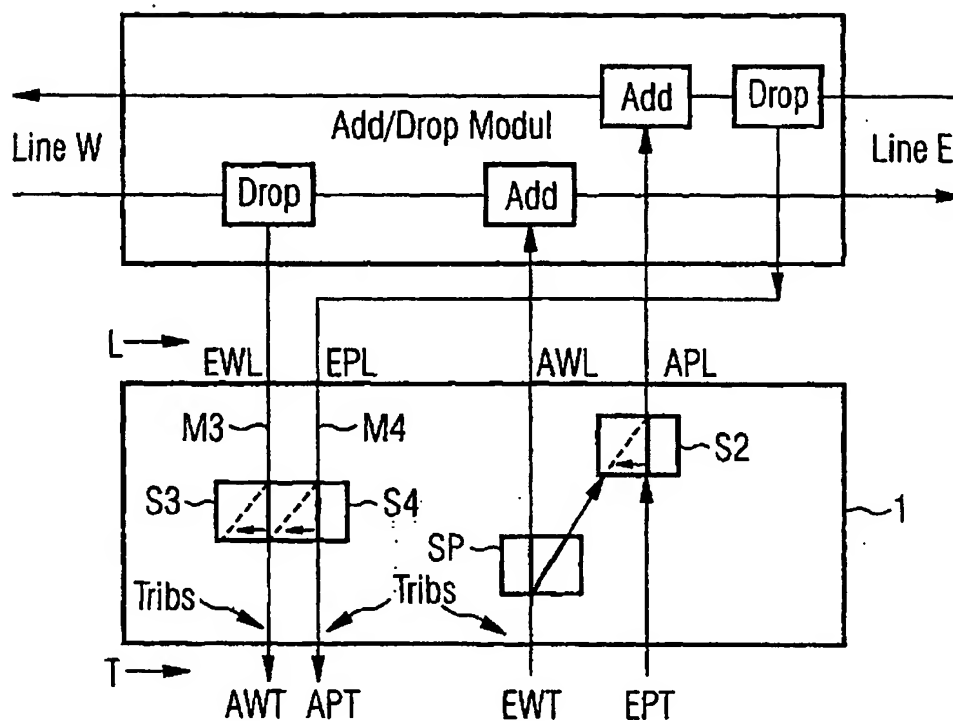 Add Drop
Line W Add/Drop Modul Line E
Drop Add
L
EWL EPL AWL APL
M3 M4
S2
S3 S4
1
SP
Tribs Tribs
T
AWT APT EWT EPT